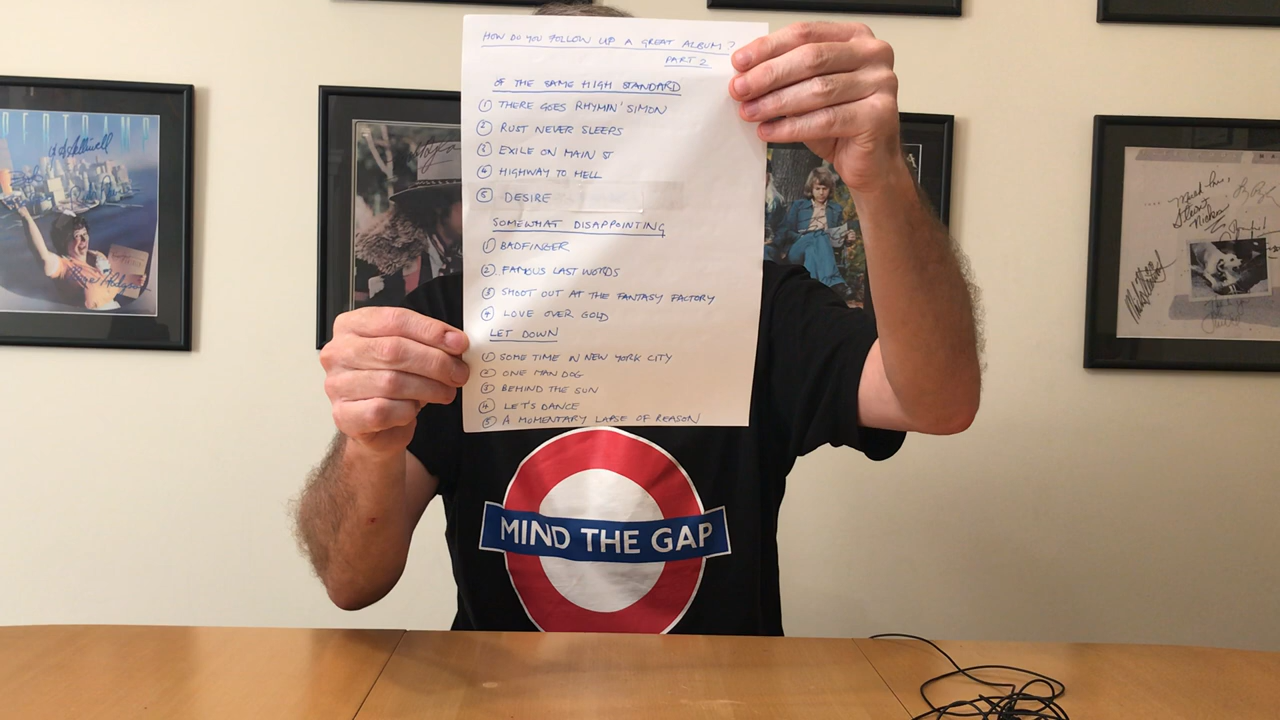 HOW DO YOU FOLLOW UP A GREAT ALBUM?
PART 2
OF THE SAME HIGH STANDARD
① THERE GOES RHYMIN' SIMON
② RUST NEVER SLEEPS
③ EXILE ON MAIN ST.
④ HIGHWAY TO HELL
⑤ DESIRE
SOMEWHAT DISAPPOINTING
① BADFINGER
② FAMOUS LAST WORDS
③ SHOOT OUT AT THE FANTASY FACTORY
④ LOVE OVER GOLD
LET DOWN
① SOME TIME IN NEW YORK CITY
② ONE MAN DOG
③ BEHIND THE SUN
④ LET'S DANCE
⑤ A MOMENTARY LAPSE OF REASON
MIND THE GAP